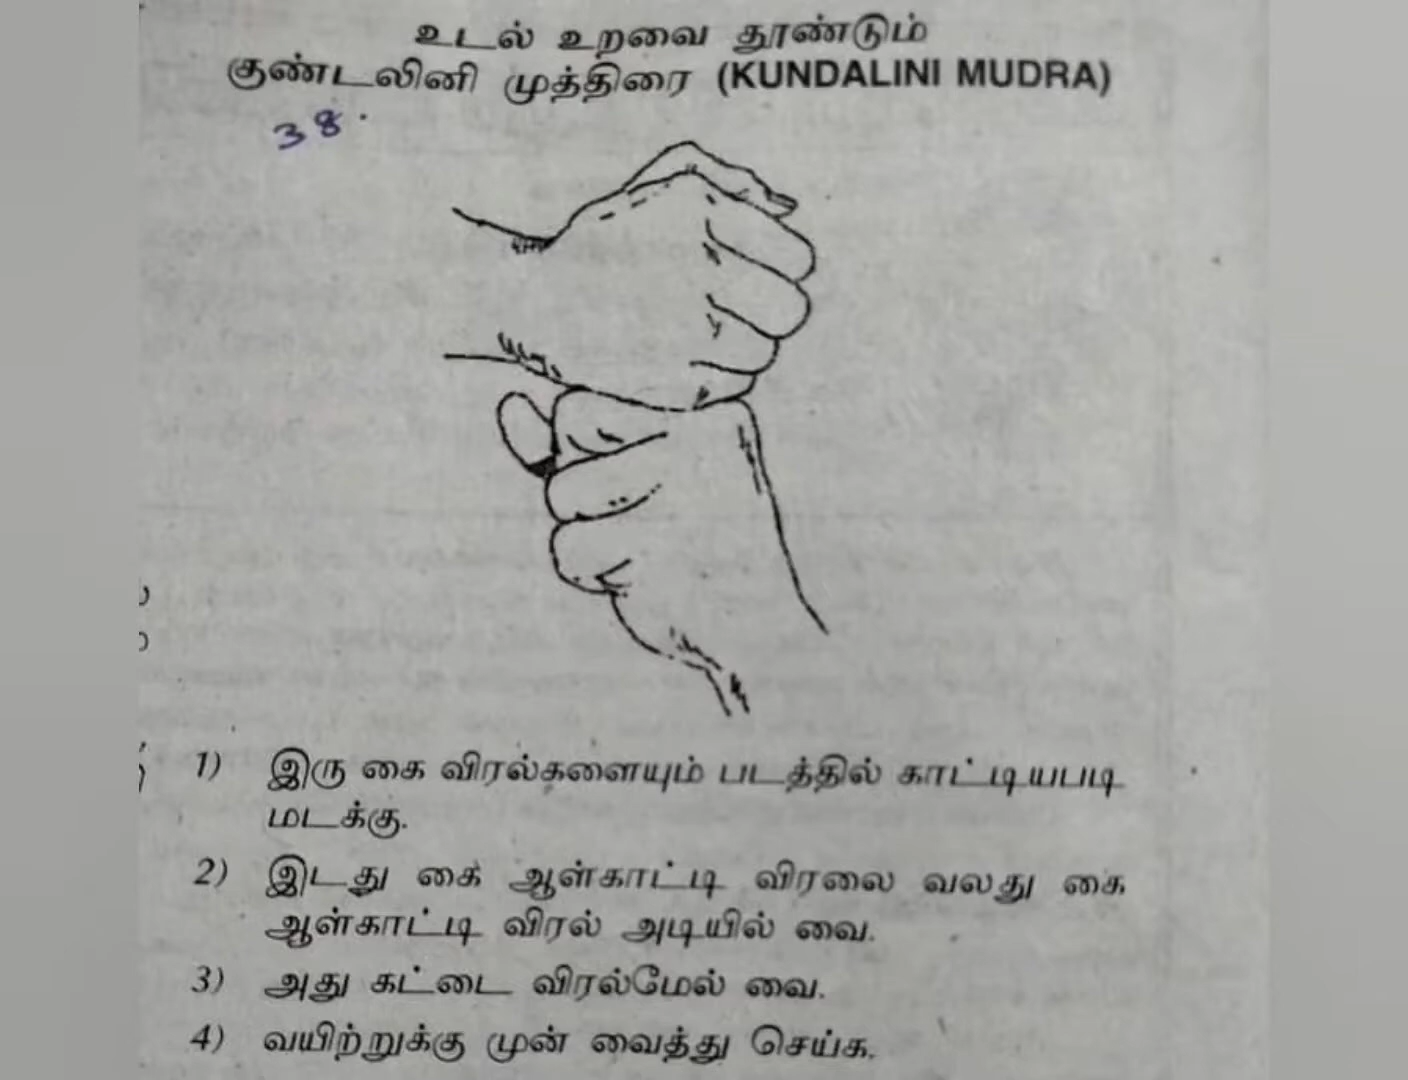 உடல் உறவை தூண்டும்
குண்டலினி முத்திரை (KUNDALINI MUDRA)
38.
1) இரு கை விரல்களையும் படத்தில் காட்டியபடி
மடக்கு.
2) இடது கை ஆள்காட்டி விரலை வலது கை
ஆள்காட்டி விரல் அடியில் வை.
3) அது கட்டை விரல்மேல் வை.
4) வயிற்றுக்கு முன் வைத்து செய்க.